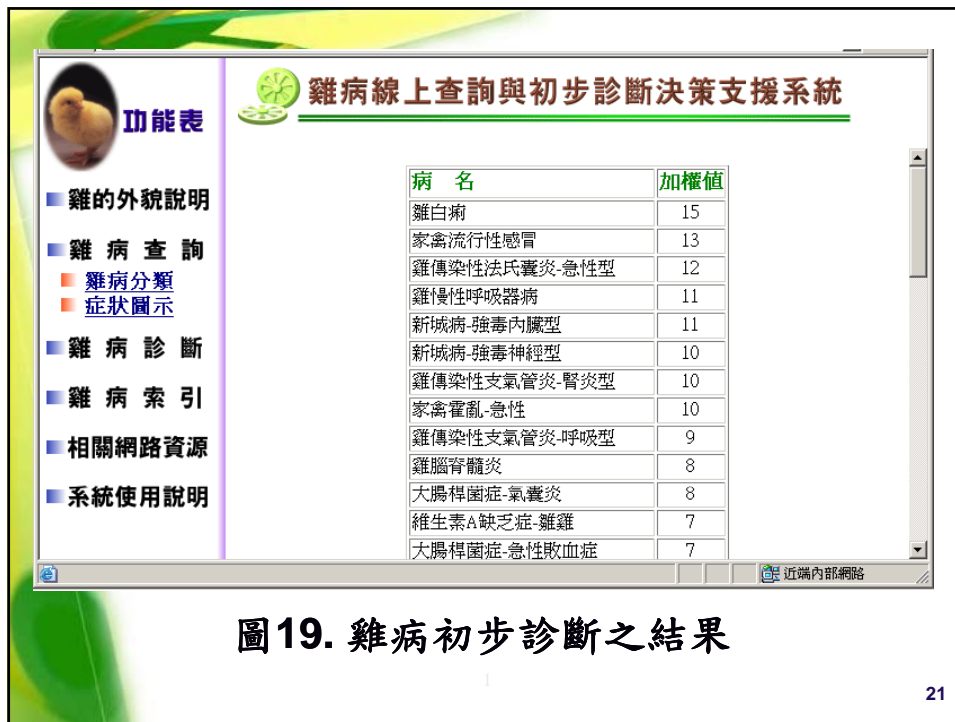 雞病線上查詢與初步診斷決策支援系統
功能表
雞的外貌說明
雞 病 查 詢
雞病分類
症狀圖示
雞 病 診 斷
雞 病 索 引
相關網路資源
系統使用說明
病 名 加權值
雛白痢 15
家禽流行性感冒 13
雞傳染性法氏囊炎-急性型 12
雞慢性呼吸器病 11
新城病-強毒內臟型 11
新城病-強毒神經型 10
雞傳染性支氣管炎-腎炎型 10
家禽霍亂-急性 10
雞傳染性支氣管炎-呼吸型 9
雞腦脊髓炎 8
大腸桿菌症-氣囊炎 8
維生素A缺乏症-雛雞 7
大腸桿菌症-急性敗血症 7
近端內部網路
圖19. 雞病初步診斷之結果
1
21